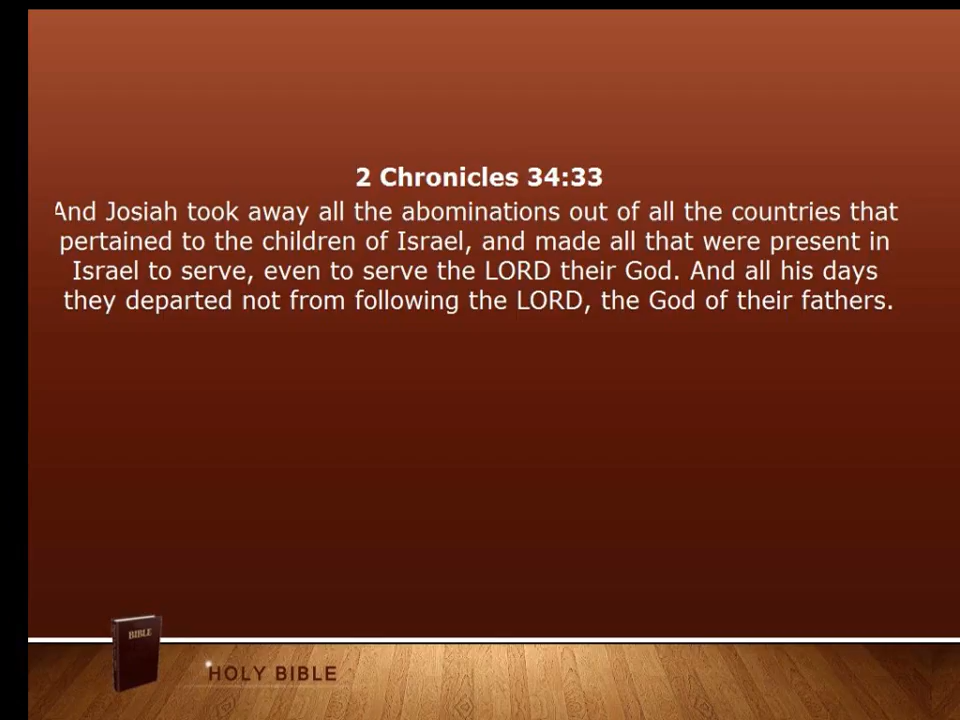 2 Chronicles 34:33
And Josiah took away all the abominations out of all the countries that
pertained to the children of Israel, and made all that were present in
Israel to serve, even to serve the LORD their God. And all his days
they departed not from following the LORD, the God of their fathers.
BIBLE
HOLY BIBLE